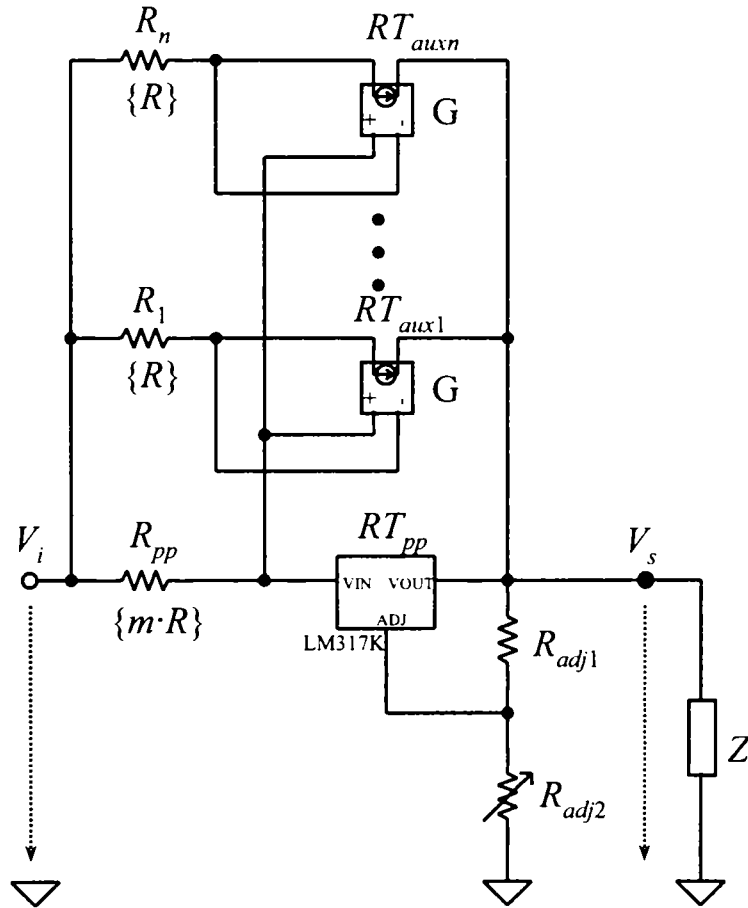 R_n
RT_auxn
{R}
+ -
G
R_1
RT_aux1
{R}
+ -
G
V_i
R_pp
RT_pp
V_s
VIN VOUT
ADJ
{m·R}
LM317K
R_adj1
Z
R_adj2